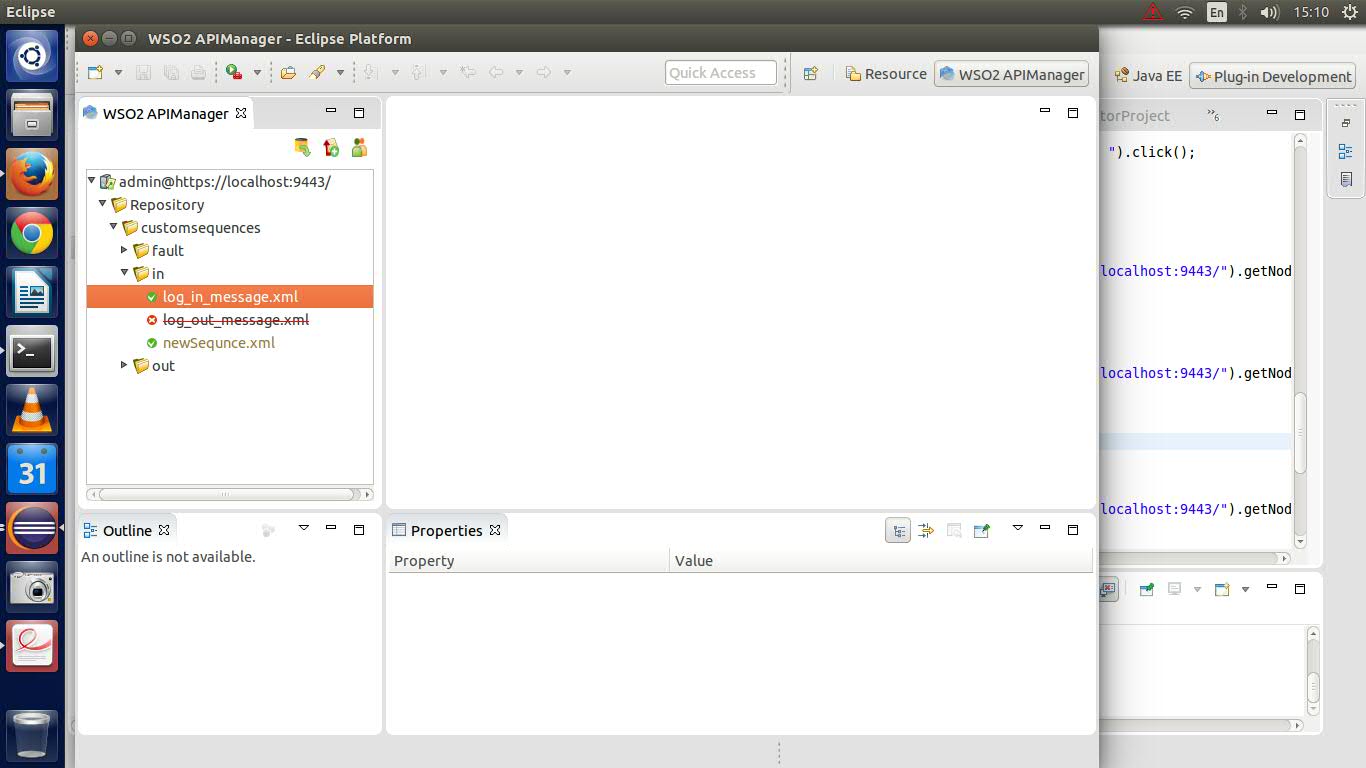 Eclipse
En
15:10
WSO2 APIManager - Eclipse Platform
Quick Access
Resource
WSO2 APIManager
Java EE
Plug-in Development
WSO2 APIManager
torProject
6
").click();
admin@https://localhost:9443/
Repository
customsequences
fault
in
log_in_message.xml
log_out_message.xml
newSequnce.xml
out
localhost:9443/").getNod
localhost:9443/").getNod
localhost:9443/").getNod
31
Outline
An outline is not available.
Properties
Property
Value